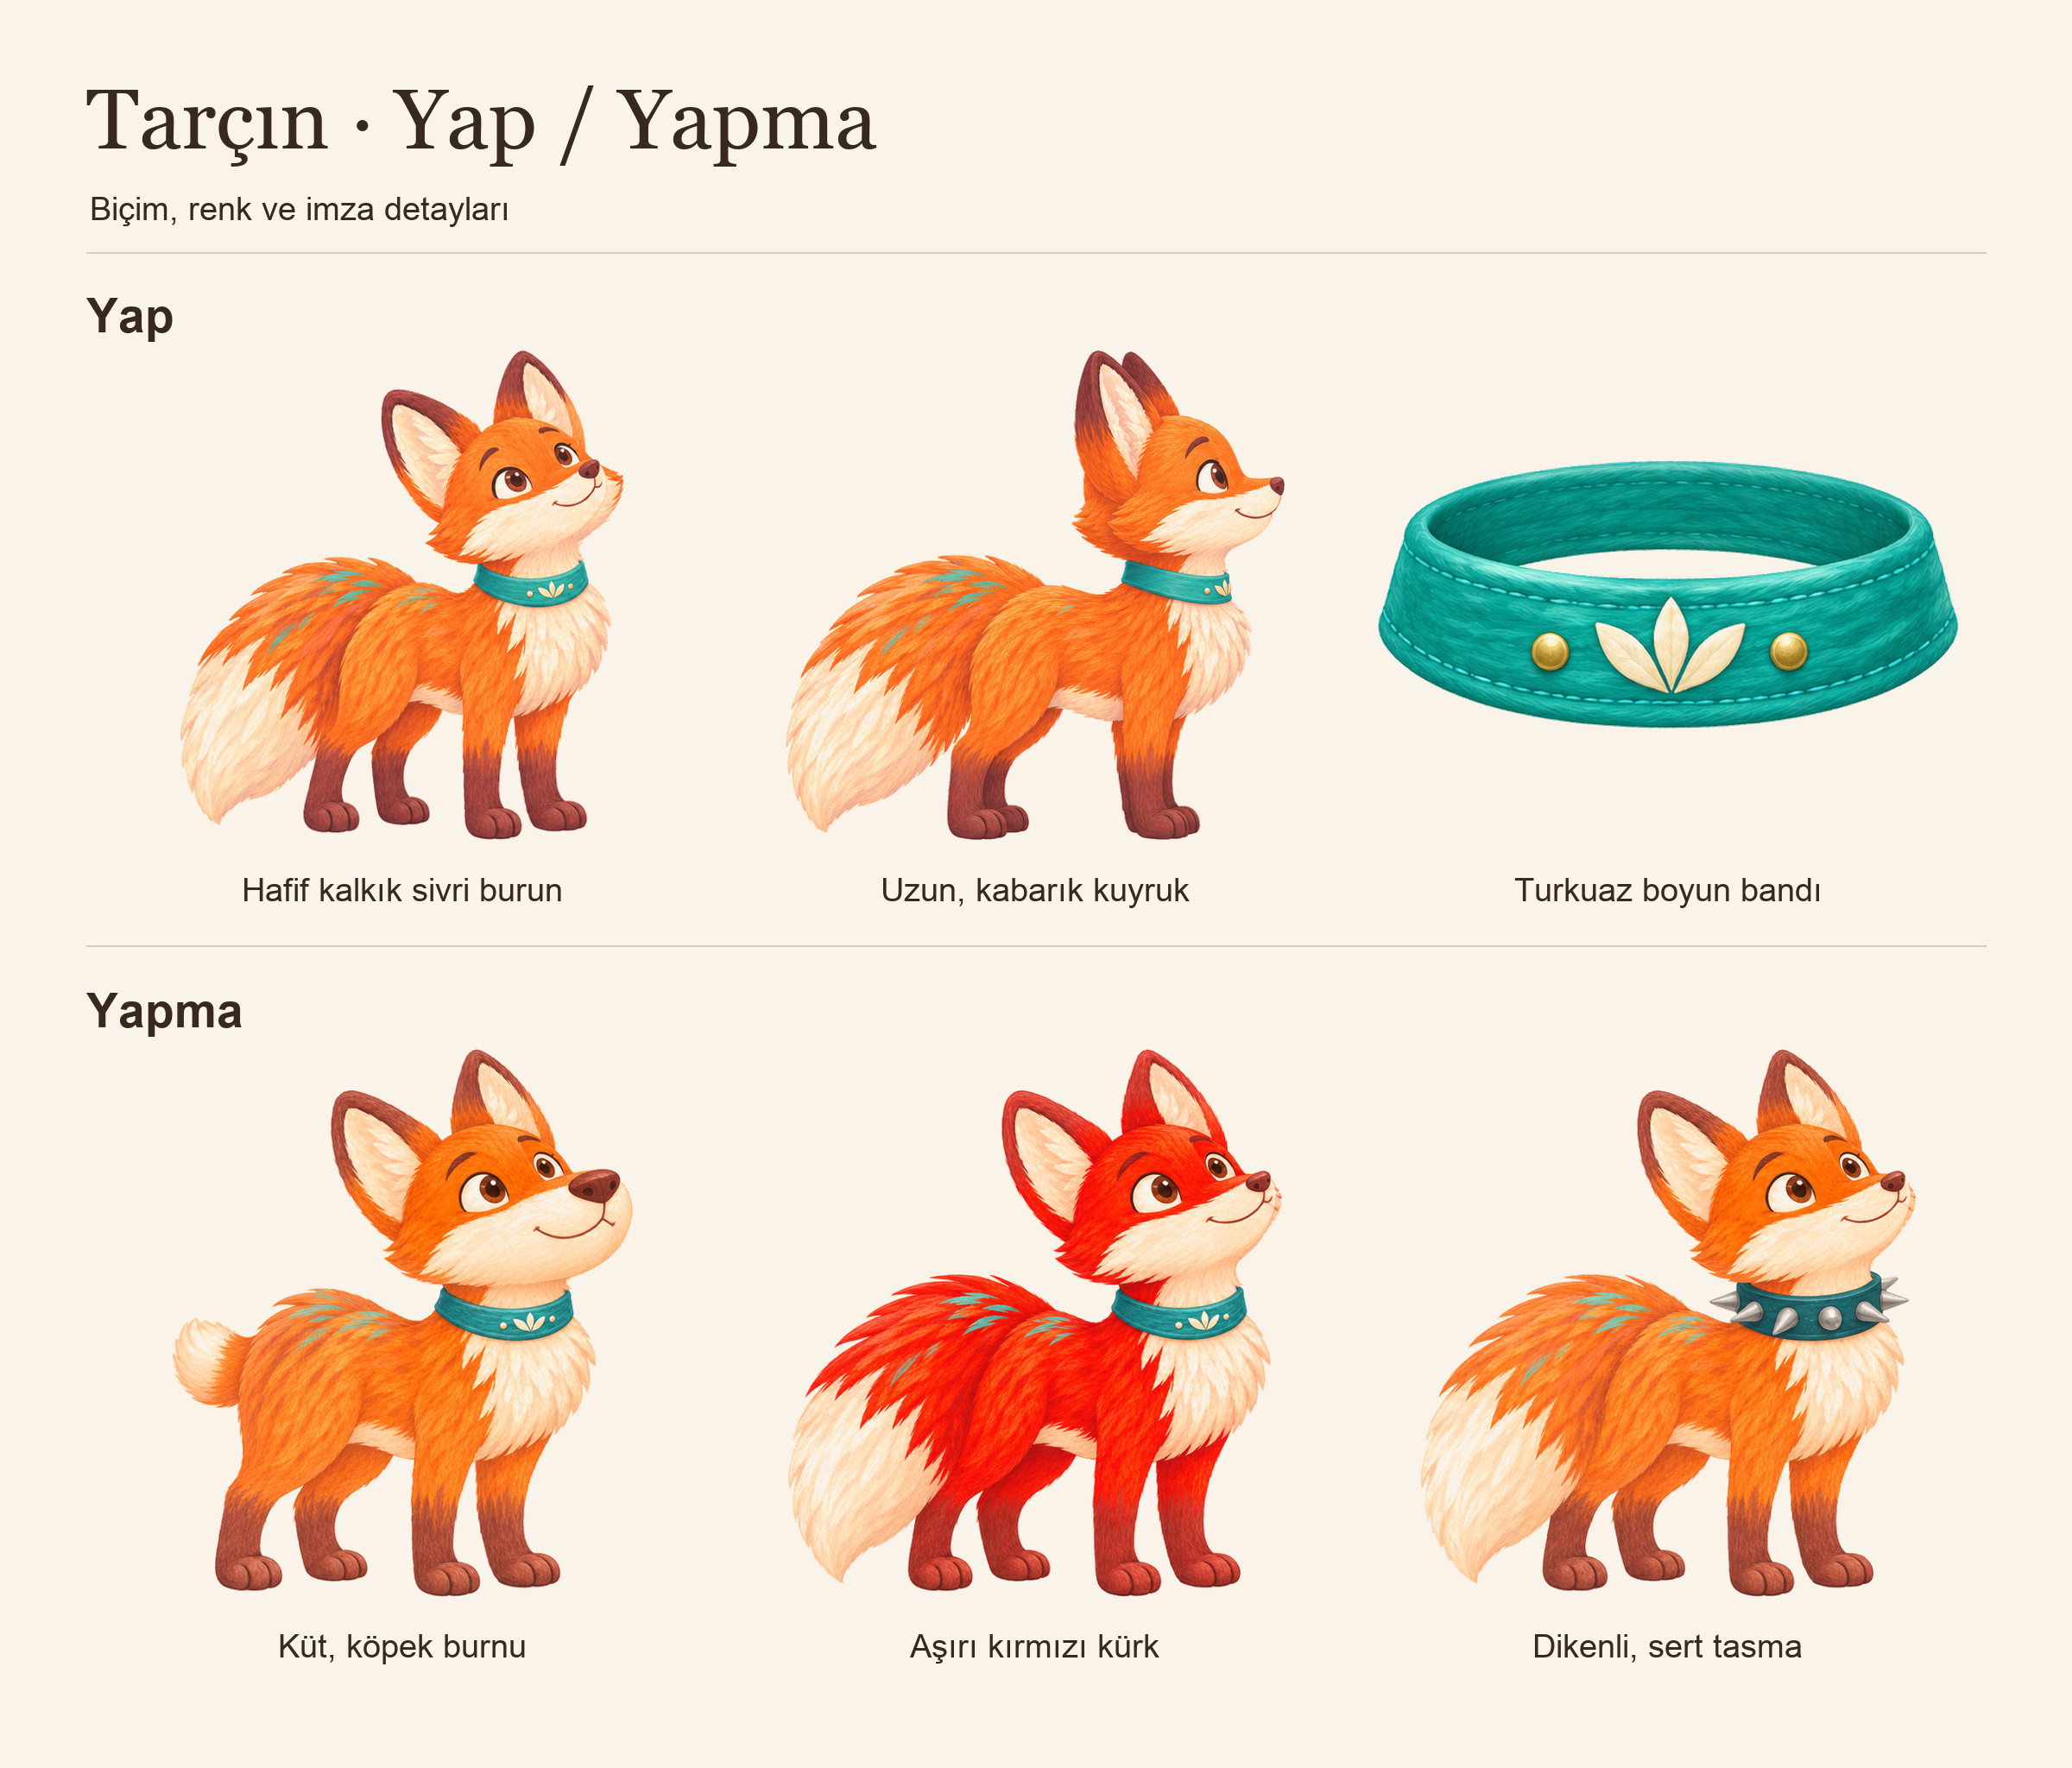 Tarçın · Yap / Yapma
Biçim, renk ve imza detayları
Yap
Hafif kalkık sivri burun
Uzun, kabarık kuyruk
Turkuaz boyun bandı
Yapma
Küt, köpek burnu
Aşırı kırmızı kürk
Dikenli, sert tasma